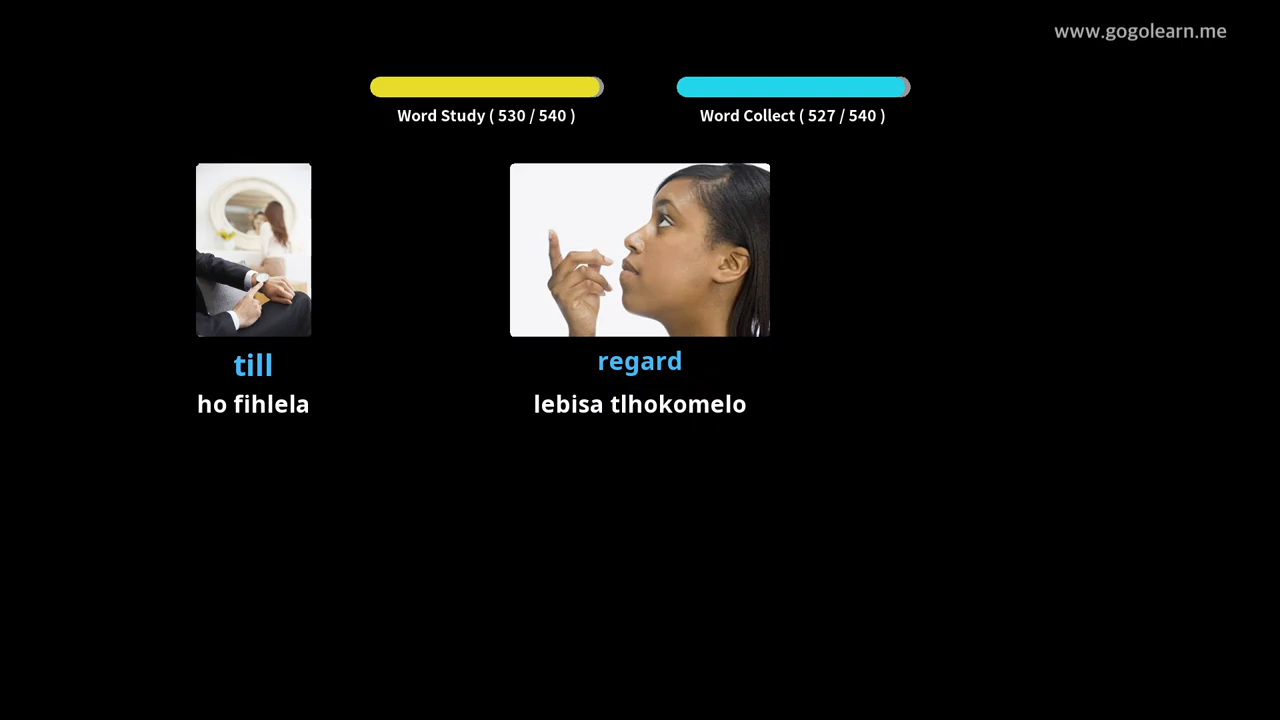 www.gogolearn.me
Word Study ( 530 / 540 )
Word Collect ( 527 / 540 )
till
ho fihlela
regard
lebisa tlhokomelo